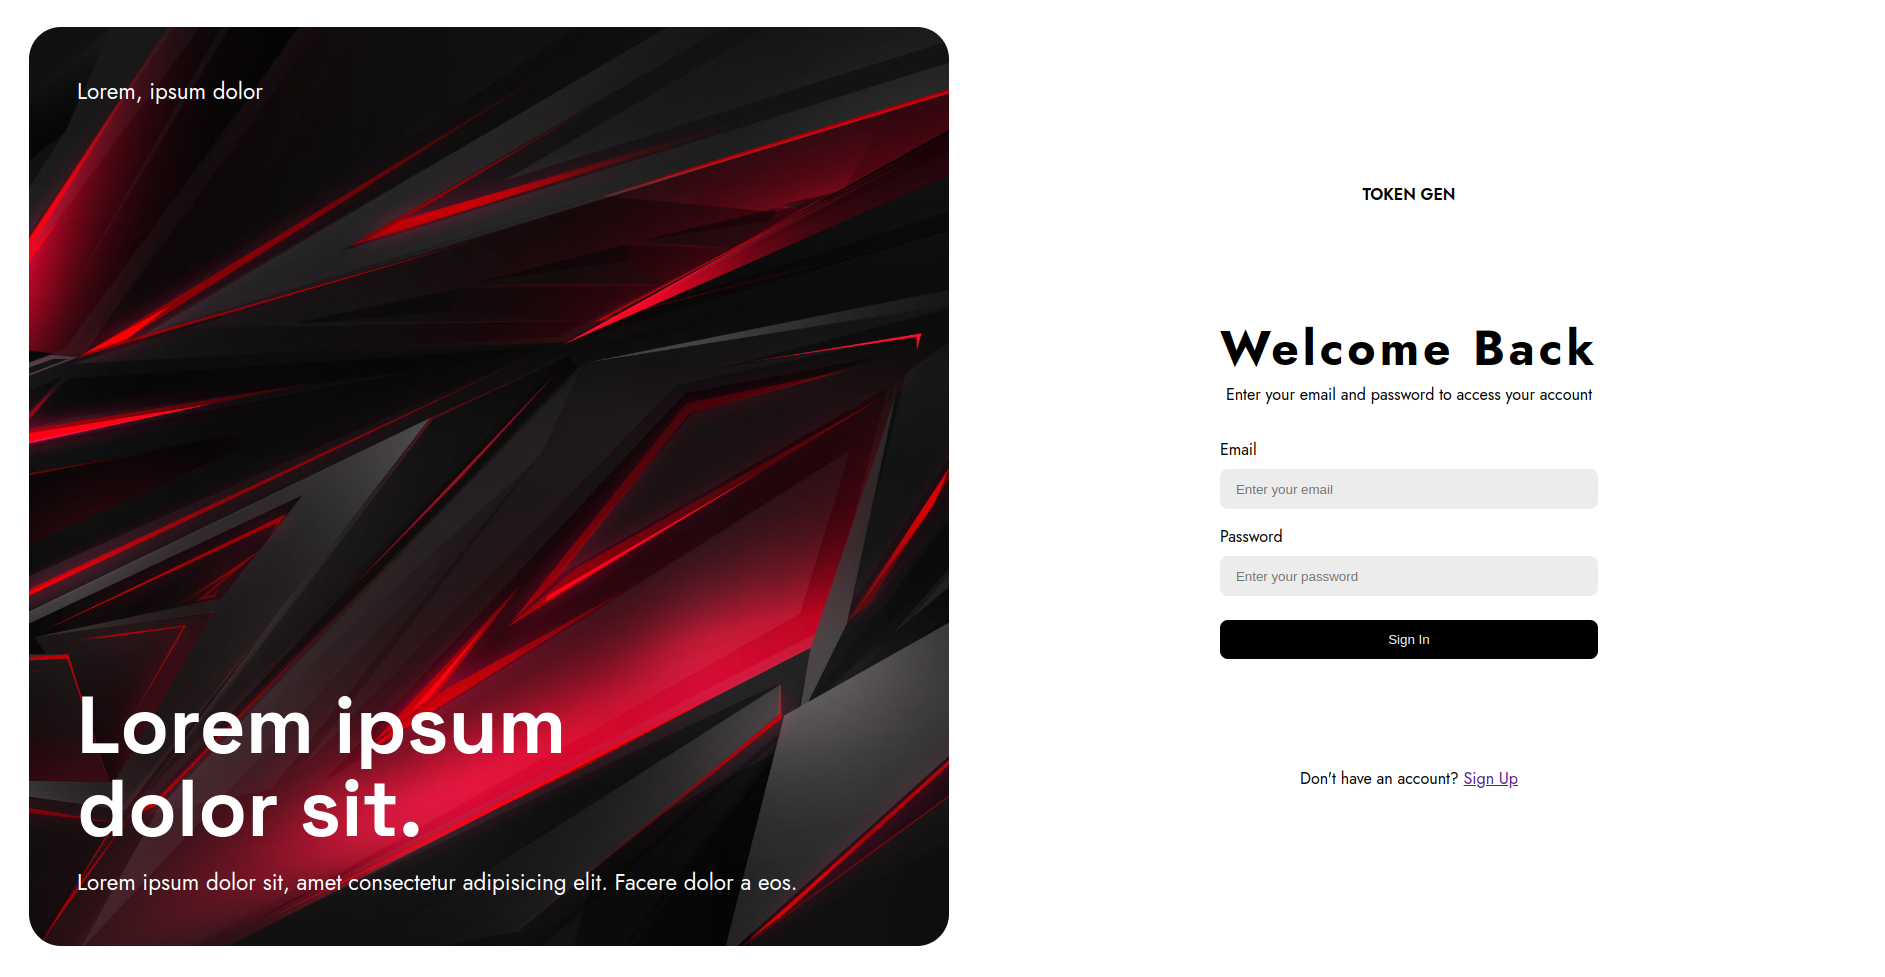 Lorem, ipsum dolor
Lorem ipsum
dolor sit.
Lorem ipsum dolor sit, amet consectetur adipisicing elit. Facere dolor a eos.
TOKEN GEN
Welcome Back
Enter your email and password to access your account
Email
Enter your email
Password
Enter your password
Sign In
Don't have an account? Sign Up